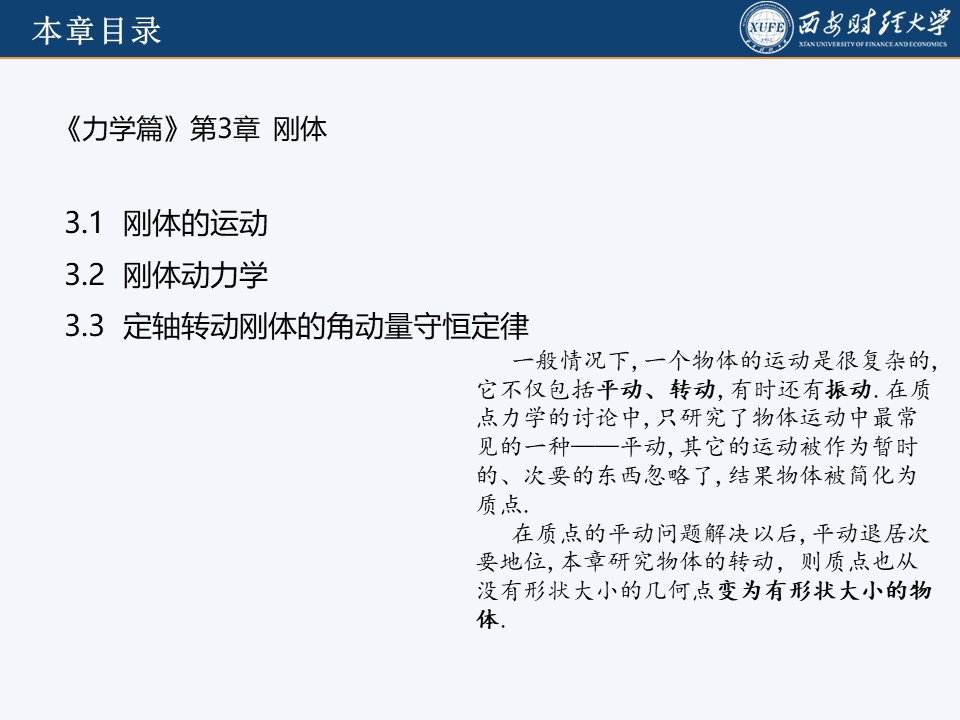 本章目录
XUFE
西安财经大学
XI'AN UNIVERSITY OF FINANCE AND ECONOMICS
《力学篇》第3章 刚体
3.1 刚体的运动
3.2 刚体动力学
3.3 定轴转动刚体的角动量守恒定律
一般情况下,一个物体的运动是很复杂的,
它不仅包括平动、转动,有时还有振动.在质
点力学的讨论中,只研究了物体运动中最常
见的一种——平动,其它的运动被作为暂时
的、次要的东西忽略了,结果物体被简化为
质点.
在质点的平动问题解决以后,平动退居次
要地位,本章研究物体的转动，则质点也从
没有形状大小的几何点变为有形状大小的物
体.